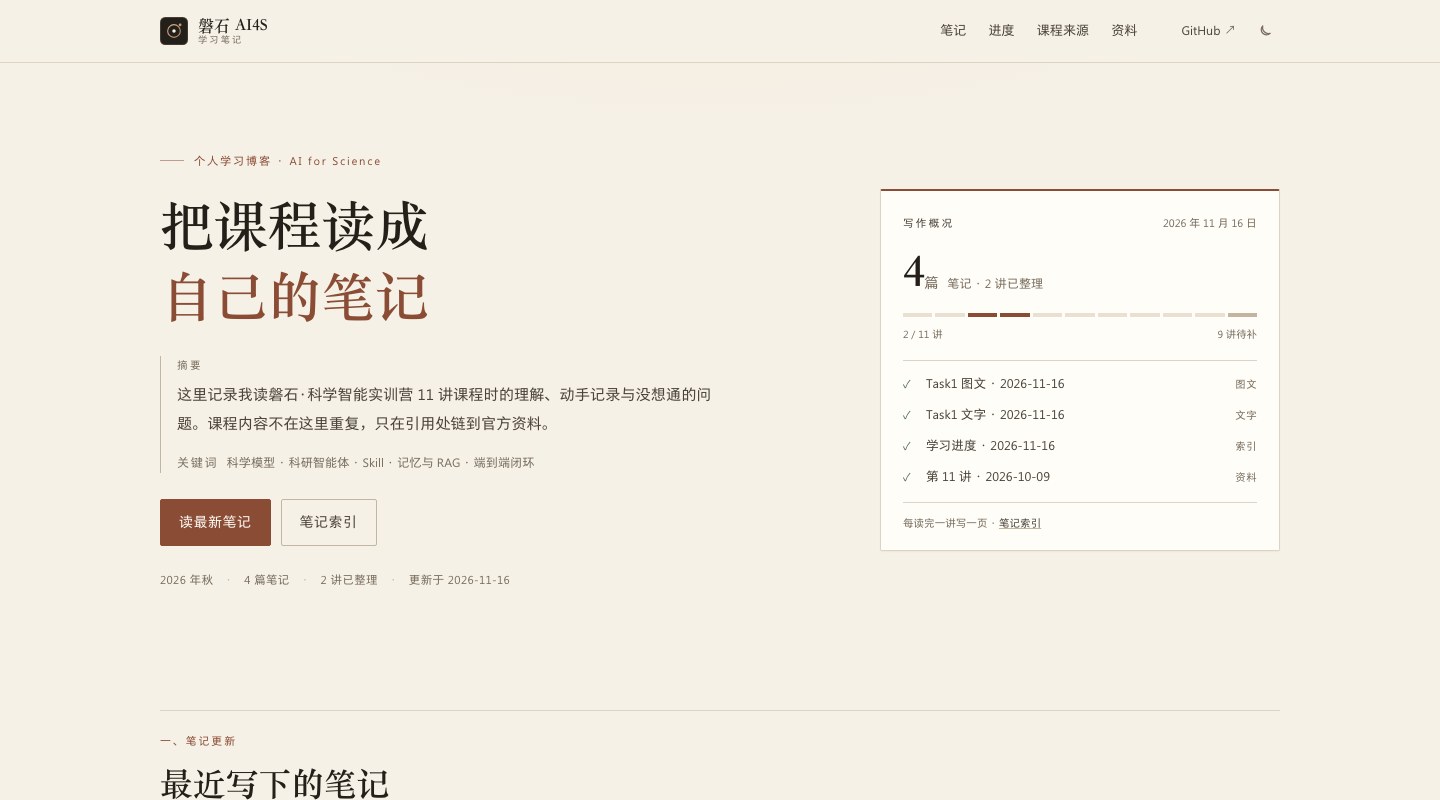 磐石 AI4S
学习笔记
笔记 进度 课程来源 资料 GitHub ↗
个人学习博客 · AI for Science
把课程读成
自己的笔记
摘要
这里记录我读磐石·科学智能实训营 11 讲课程时的理解、动手记录与没想通的问
题。课程内容不在这里重复，只在引用处链到官方资料。
关键词 科学模型 · 科研智能体 · Skill · 记忆与 RAG · 端到端闭环
读最新笔记 笔记索引
2026 年秋 · 4 篇笔记 · 2 讲已整理 · 更新于 2026-11-16
写作概况 2026 年 11 月 16 日
4篇 笔记 · 2 讲已整理
2 / 11 讲 9 讲待补
✓ Task1 图文 · 2026-11-16 图文
✓ Task1 文字 · 2026-11-16 文字
✓ 学习进度 · 2026-11-16 索引
✓ 第 11 讲 · 2026-10-09 资料
每读完一讲写一页 · 笔记索引
一、笔记更新
最近写下的笔记